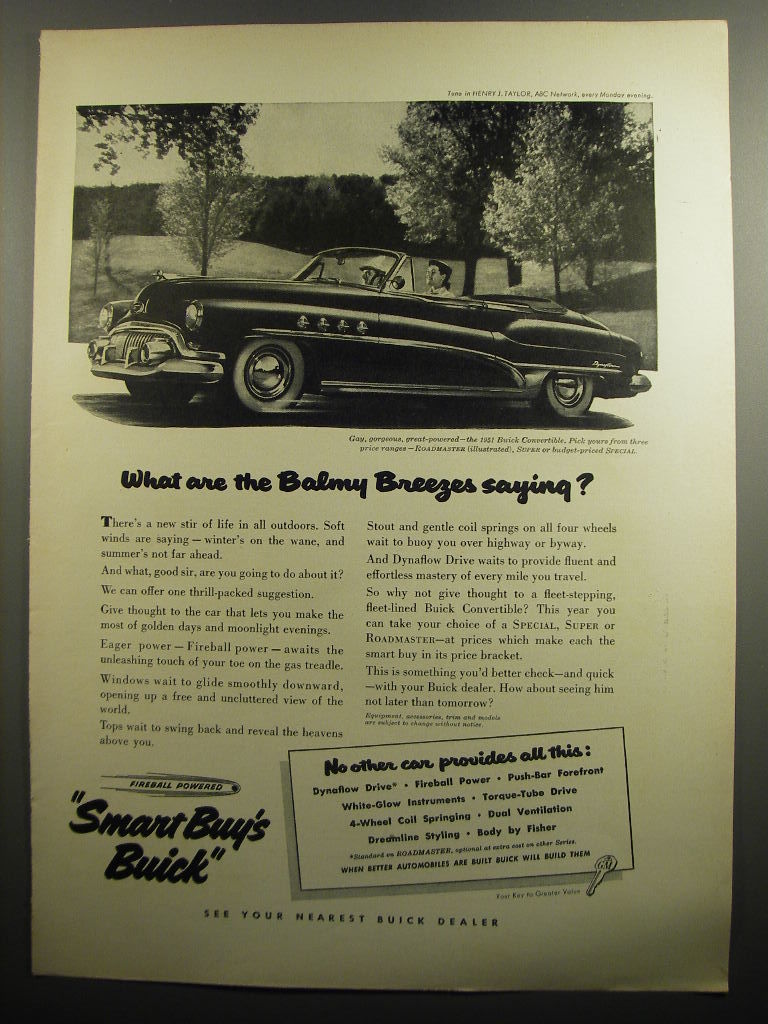 Tune in HENRY J. TAYLOR, ABC Network, every Monday evening.
Dynaflow
Gay, gorgeous, great-powered—the 1951 Buick Convertible. Pick yours from three
price ranges—ROADMASTER (illustrated), SUPER or budget-priced SPECIAL.
What are the Balmy Breezes saying?
There's a new stir of life in all outdoors. Soft
winds are saying—winter's on the wane, and
summer's not far ahead.
And what, good sir, are you going to do about it?
We can offer one thrill-packed suggestion.
Give thought to the car that lets you make the
most of golden days and moonlight evenings.
Eager power—Fireball power—awaits the
unleashing touch of your toe on the gas treadle.
Windows wait to glide smoothly downward,
opening up a free and uncluttered view of the
world.
Tops wait to swing back and reveal the heavens
above you.
Stout and gentle coil springs on all four wheels
wait to buoy you over highway or byway.
And Dynaflow Drive waits to provide fluent and
effortless mastery of every mile you travel.
So why not give thought to a fleet-stepping,
fleet-lined Buick Convertible? This year you
can take your choice of a SPECIAL, SUPER or
ROADMASTER—at prices which make each the
smart buy in its price bracket.
This is something you'd better check—and quick
—with your Buick dealer. How about seeing him
not later than tomorrow?
Equipment, accessories, trim and models
are subject to change without notice.
FIREBALL POWERED
"Smart Buy's
Buick"
No other car provides all this:
Dynaflow Drive* • Fireball Power • Push-Bar Forefront
White-Glow Instruments • Torque-Tube Drive
4-Wheel Coil Springing • Dual Ventilation
Dreamline Styling • Body by Fisher
*Standard on ROADMASTER, optional at extra cost on other Series.
WHEN BETTER AUTOMOBILES ARE BUILT BUICK WILL BUILD THEM
GM
Your Key to Greater Value
SEE YOUR NEAREST BUICK DEALER